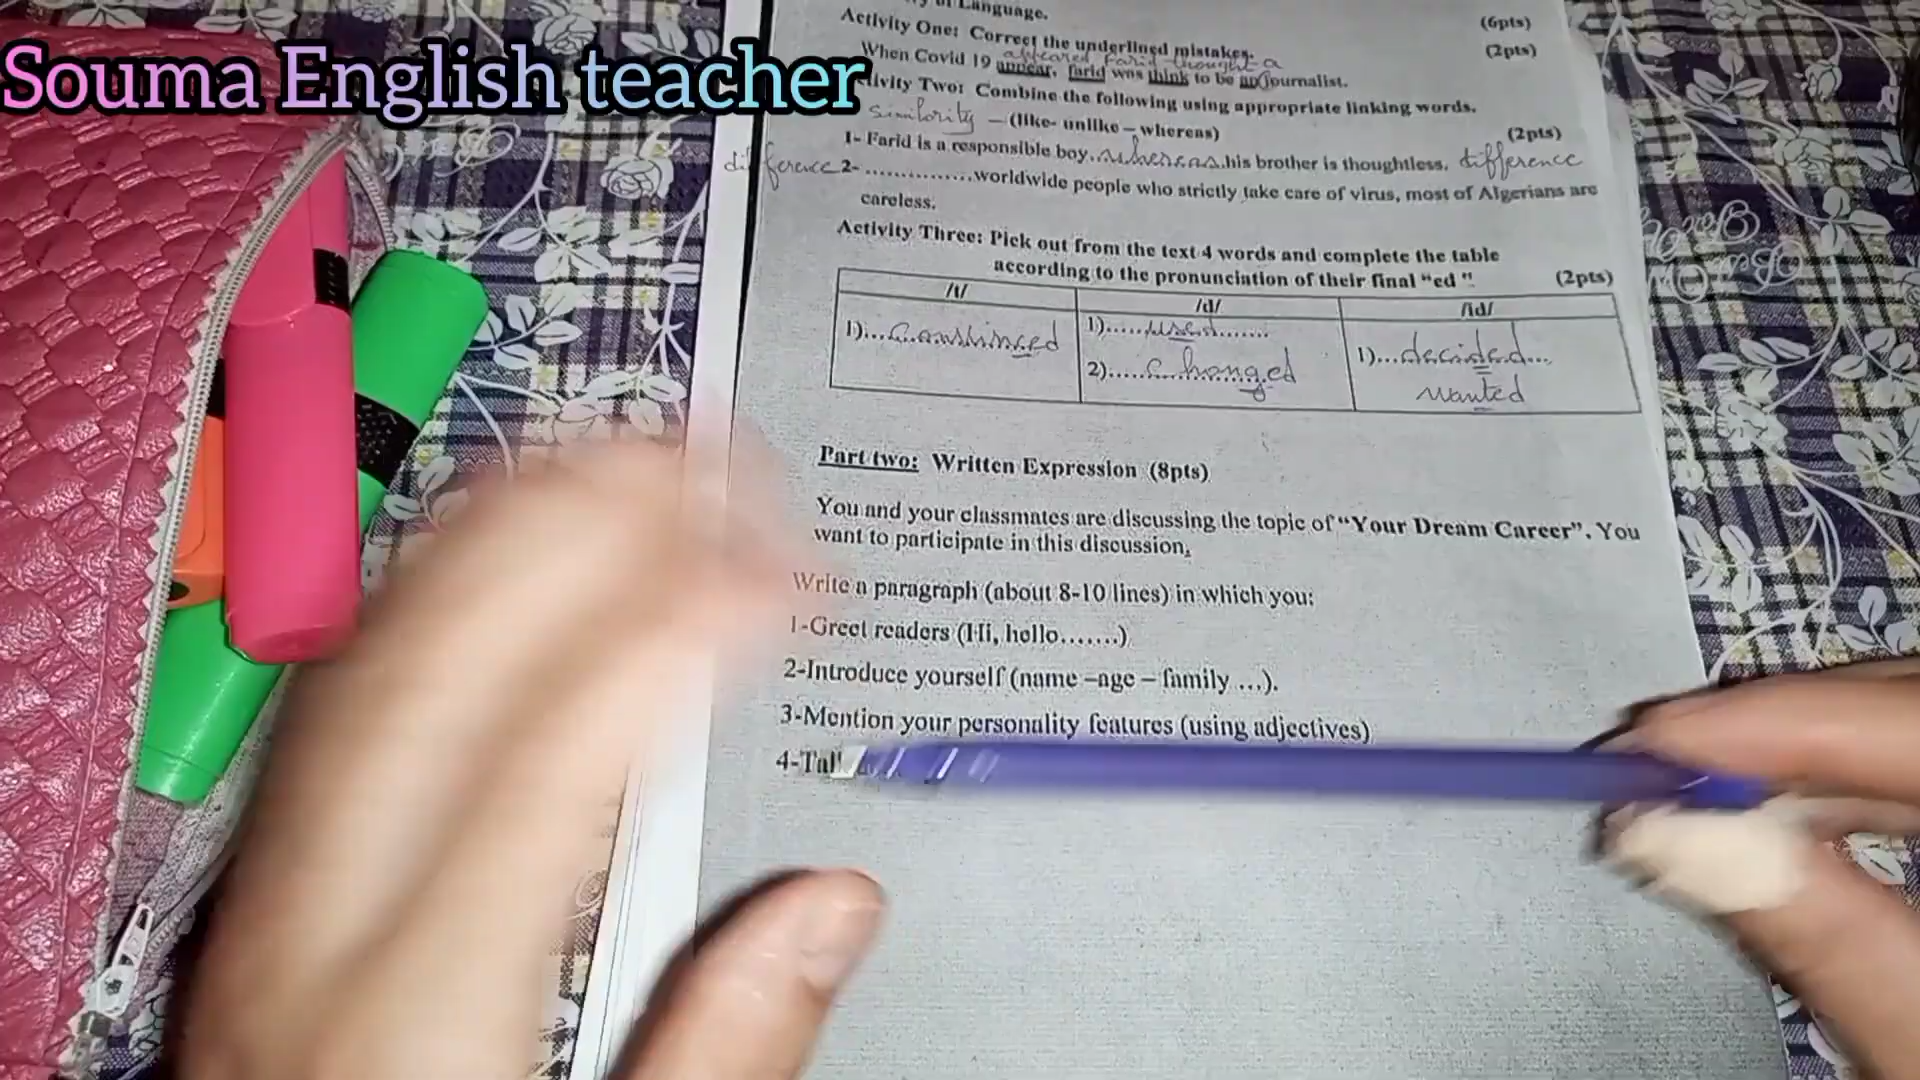 Souma English teacher
of Language.
(6pts)
Activity One: Correct the underlined mistakes.
(2pts)
appeared Farid thought a
When Covid 19 appear, farid was think to be an journalist.
tivity Two: Combine the following using appropriate linking words.
similarity – (like- unlike – whereas)
(2pts)
1- Farid is a responsible boy..whereas.his brother is thoughtless. difference
difference 2- ...............worldwide people who strictly take care of virus, most of Algerians are
careless.
Activity Three: Pick out from the text 4 words and complete the table
according to the pronunciation of their final “ed ”.
(2pts)
/t/ /d/ /id/
1)... 1).....used....... 1)...decided...
2).....changed
wanted
Part two: Written Expression (8pts)
You and your classmates are discussing the topic of “Your Dream Career”. You
want to participate in this discussion.
Write a paragraph (about 8-10 lines) in which you:
1-Greet readers (Hi, hello.......)
2-Introduce yourself (name –age – family ...).
3-Mention your personality features (using adjectives)
4-Tal